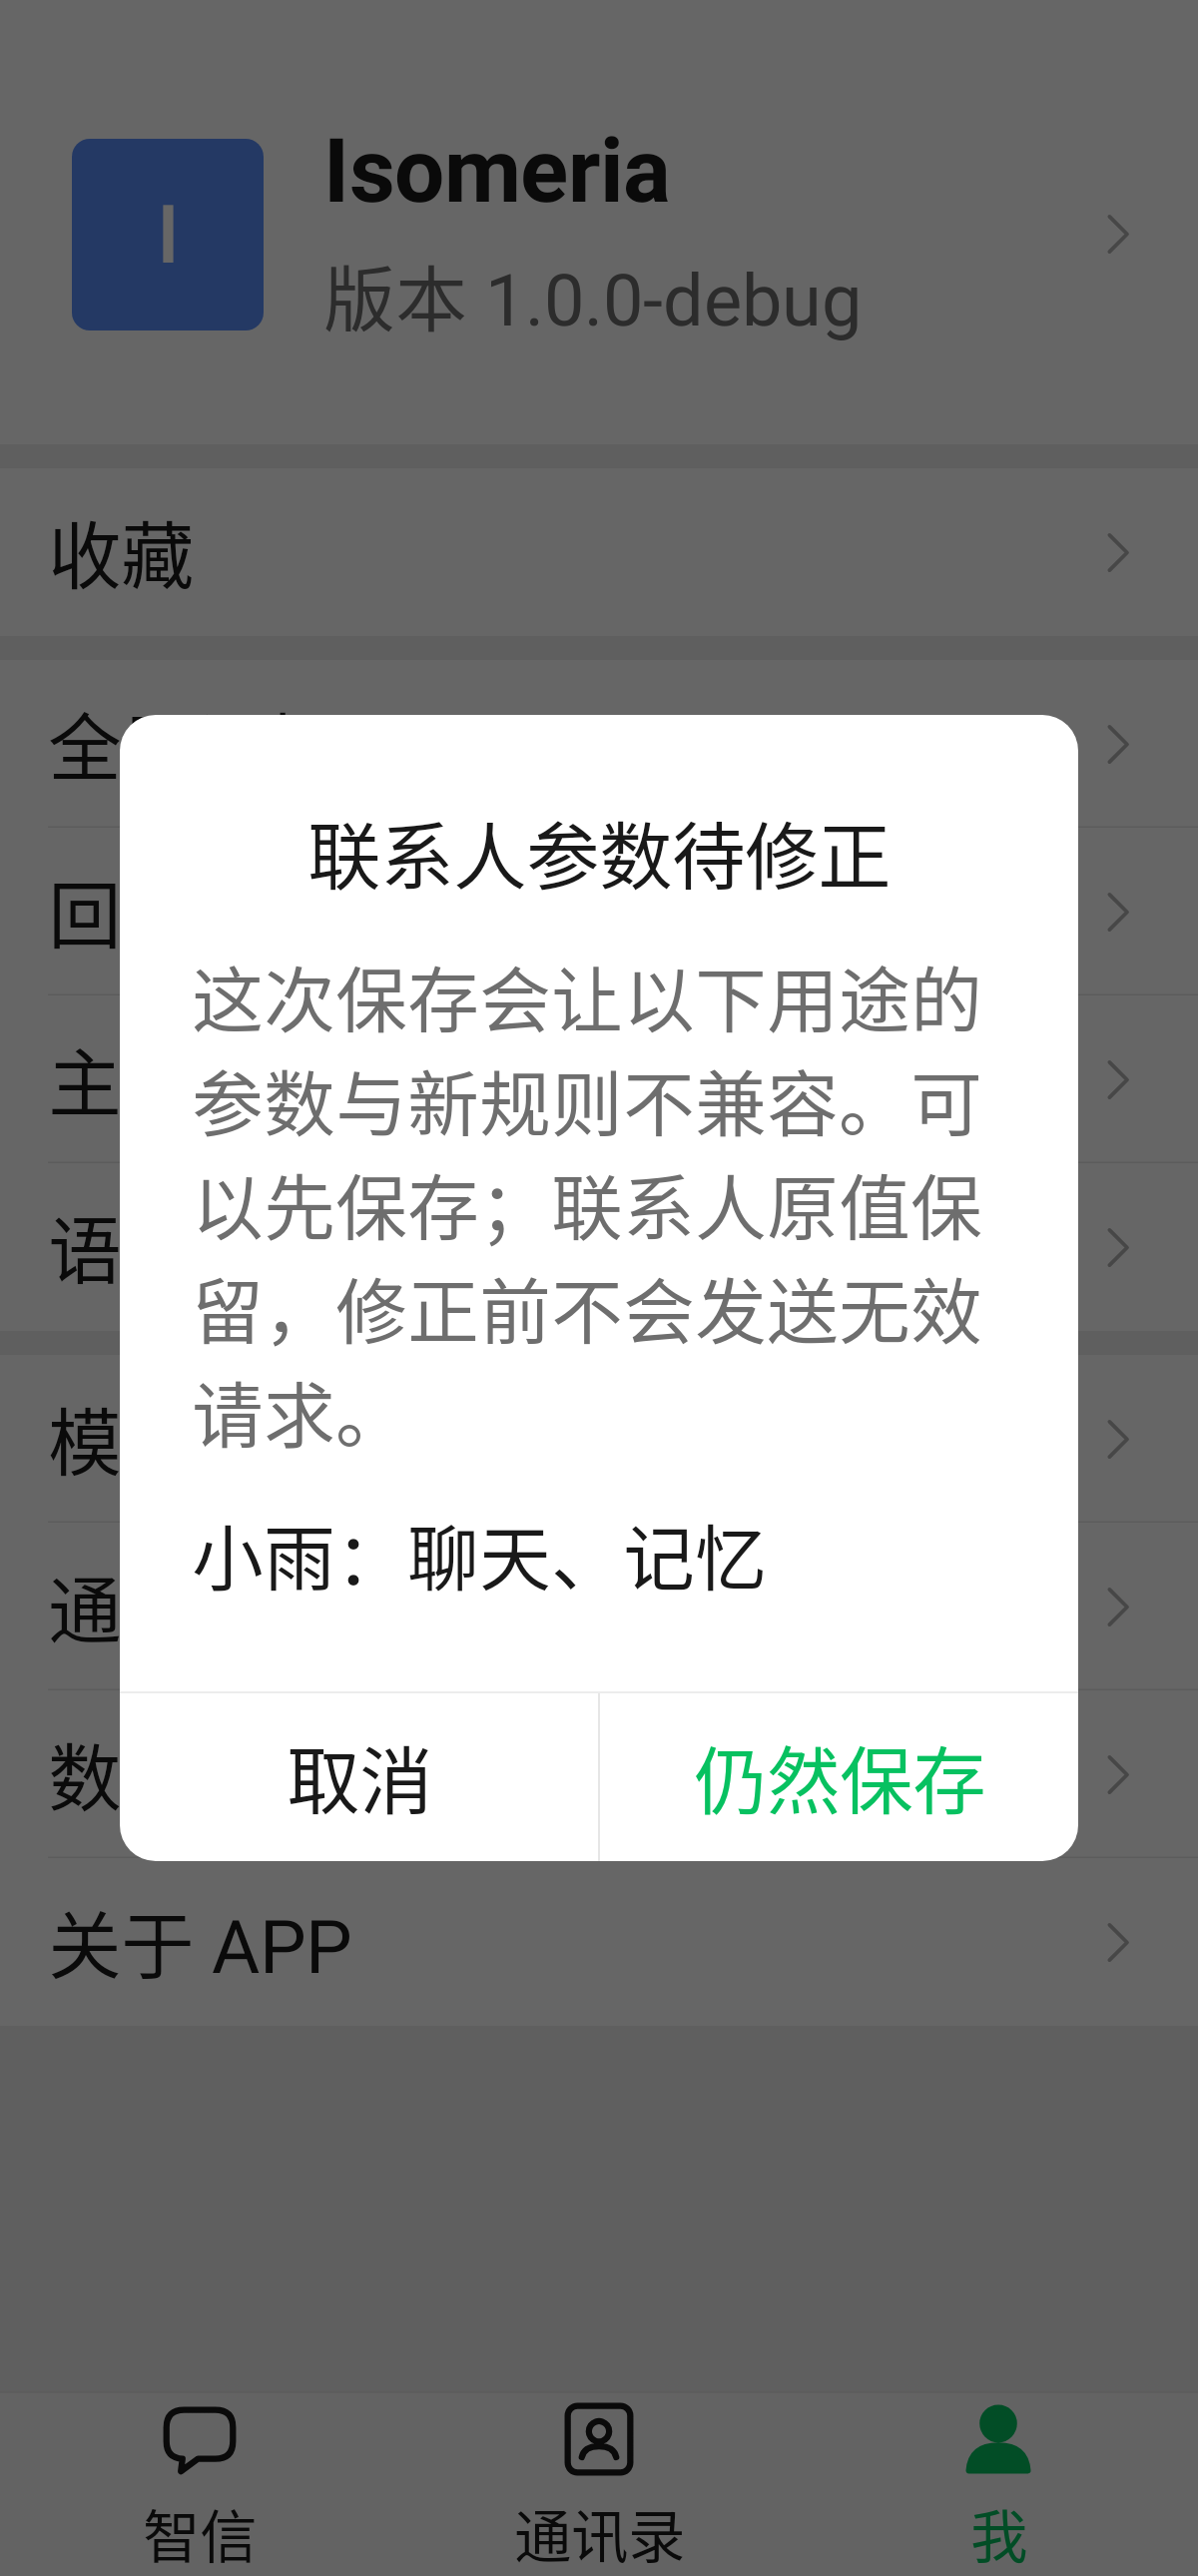 I
Isomeria
版本 1.0.0-debug
收藏
全
回
主
语
联系人参数待修正
这次保存会让以下用途的
参数与新规则不兼容。可
以先保存；联系人原值保
留，修正前不会发送无效
请求。
小雨：聊天、记忆
模
通
数
取消
仍然保存
关于 APP
智信
通讯录
我